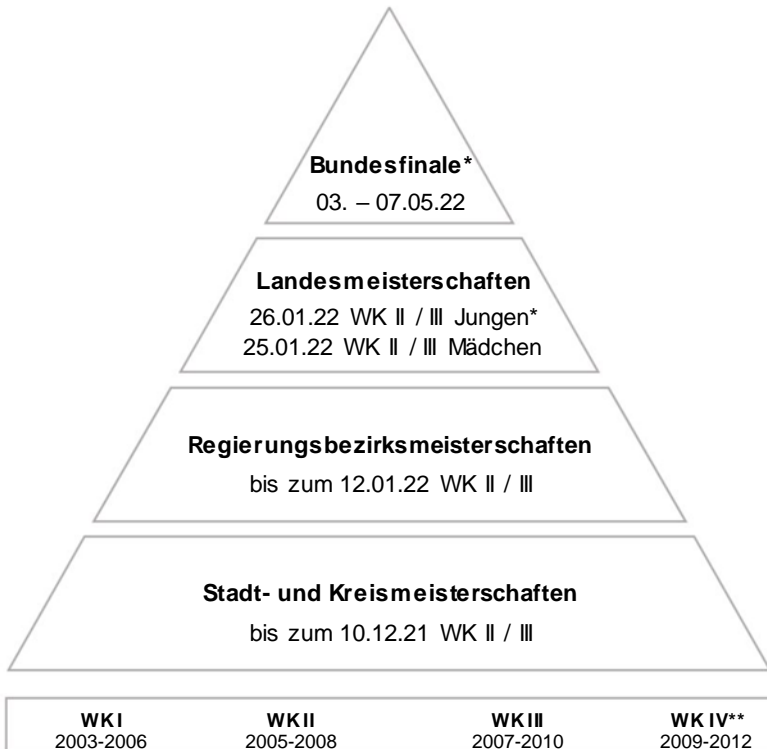 Bundesfinale*
03. – 07.05.22
Landesmeisterschaften
26.01.22 WK II / III Jungen*
25.01.22 WK II / III Mädchen
Regierungsbezirksmeisterschaften
bis zum 12.01.22 WK II / III
Stadt- und Kreismeisterschaften
bis zum 10.12.21 WK II / III
WK I WK II WK III WK IV**
2003-2006 2005-2008 2007-2010 2009-2012